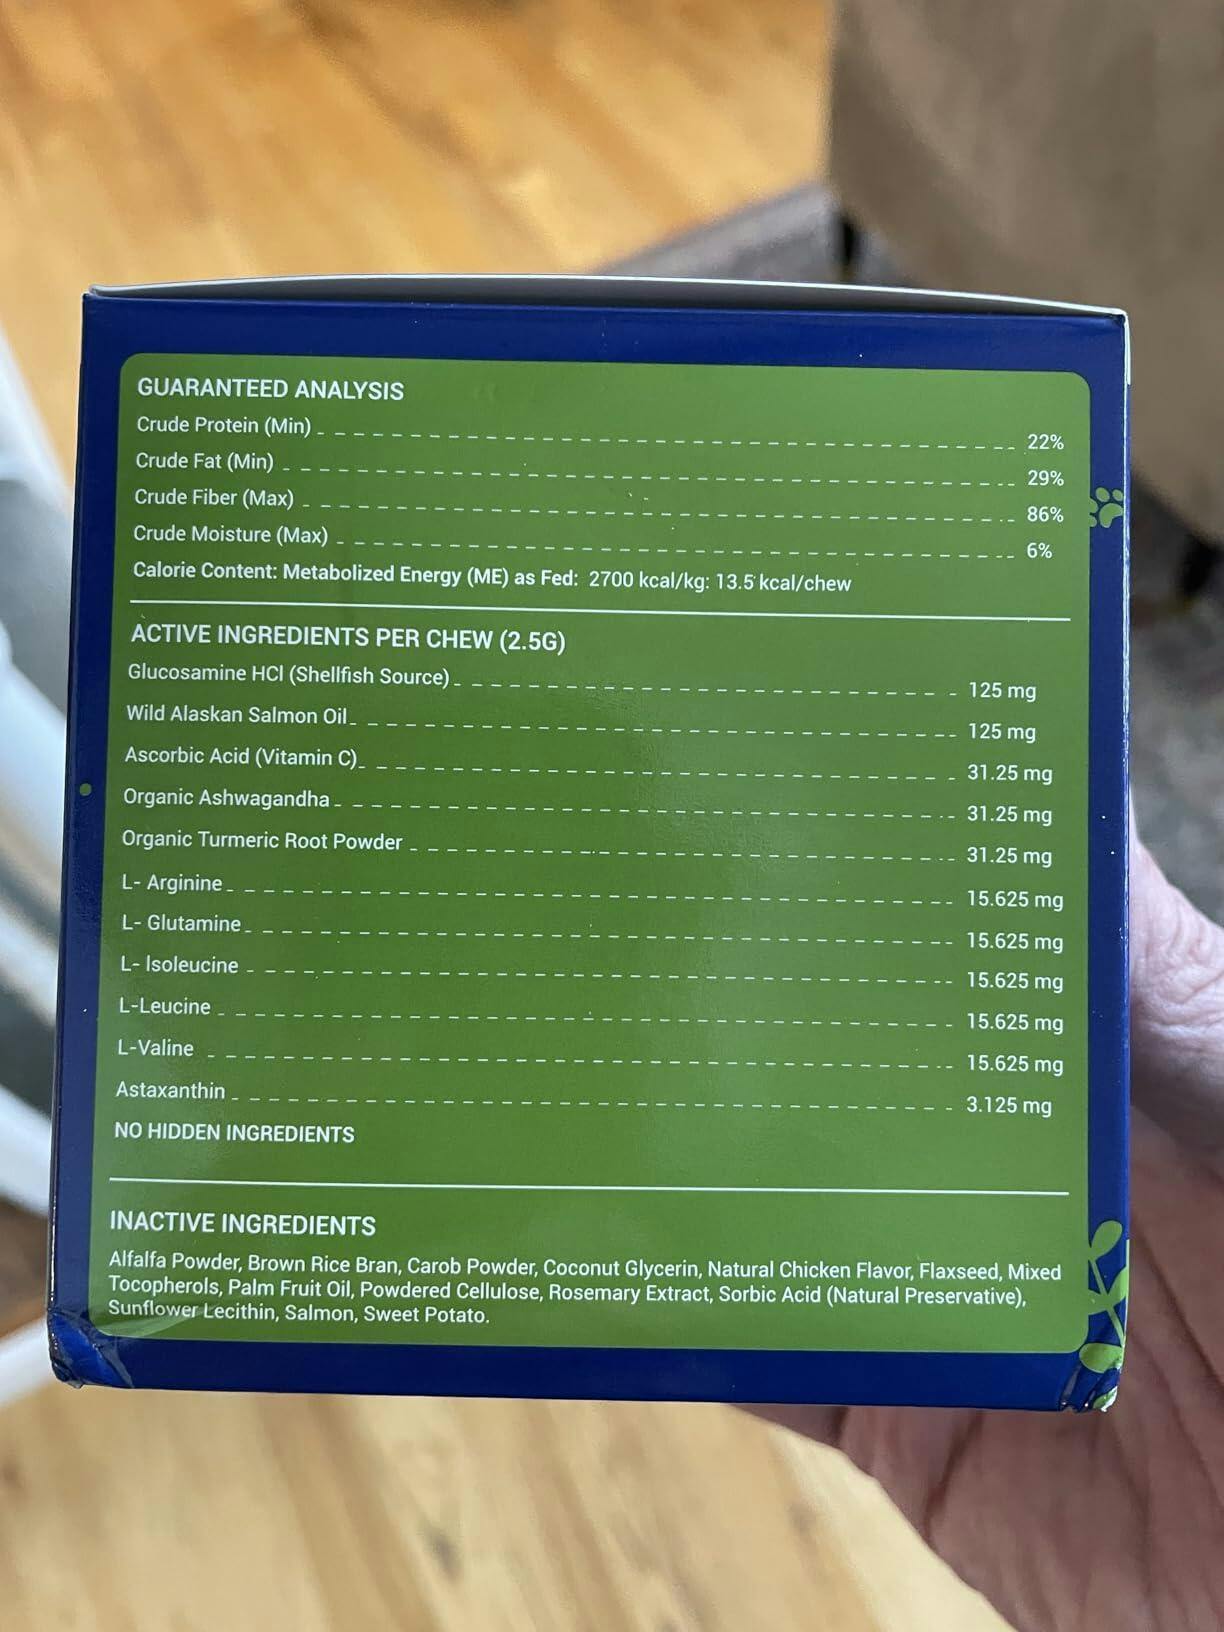 GUARANTEED ANALYSIS
Crude Protein (Min) 22%
Crude Fat (Min) 29%
Crude Fiber (Max) 86%
Crude Moisture (Max) 6%
Calorie Content: Metabolized Energy (ME) as Fed: 2700 kcal/kg: 13.5 kcal/chew
ACTIVE INGREDIENTS PER CHEW (2.5G)
Glucosamine HCl (Shellfish Source) 125 mg
Wild Alaskan Salmon Oil 125 mg
Ascorbic Acid (Vitamin C) 31.25 mg
Organic Ashwagandha 31.25 mg
Organic Turmeric Root Powder 31.25 mg
L- Arginine 15.625 mg
L- Glutamine 15.625 mg
L- Isoleucine 15.625 mg
L-Leucine 15.625 mg
L-Valine 15.625 mg
Astaxanthin 3.125 mg
NO HIDDEN INGREDIENTS
INACTIVE INGREDIENTS
Alfalfa Powder, Brown Rice Bran, Carob Powder, Coconut Glycerin, Natural Chicken Flavor, Flaxseed, Mixed
Tocopherols, Palm Fruit Oil, Powdered Cellulose, Rosemary Extract, Sorbic Acid (Natural Preservative),
Sunflower Lecithin, Salmon, Sweet Potato.